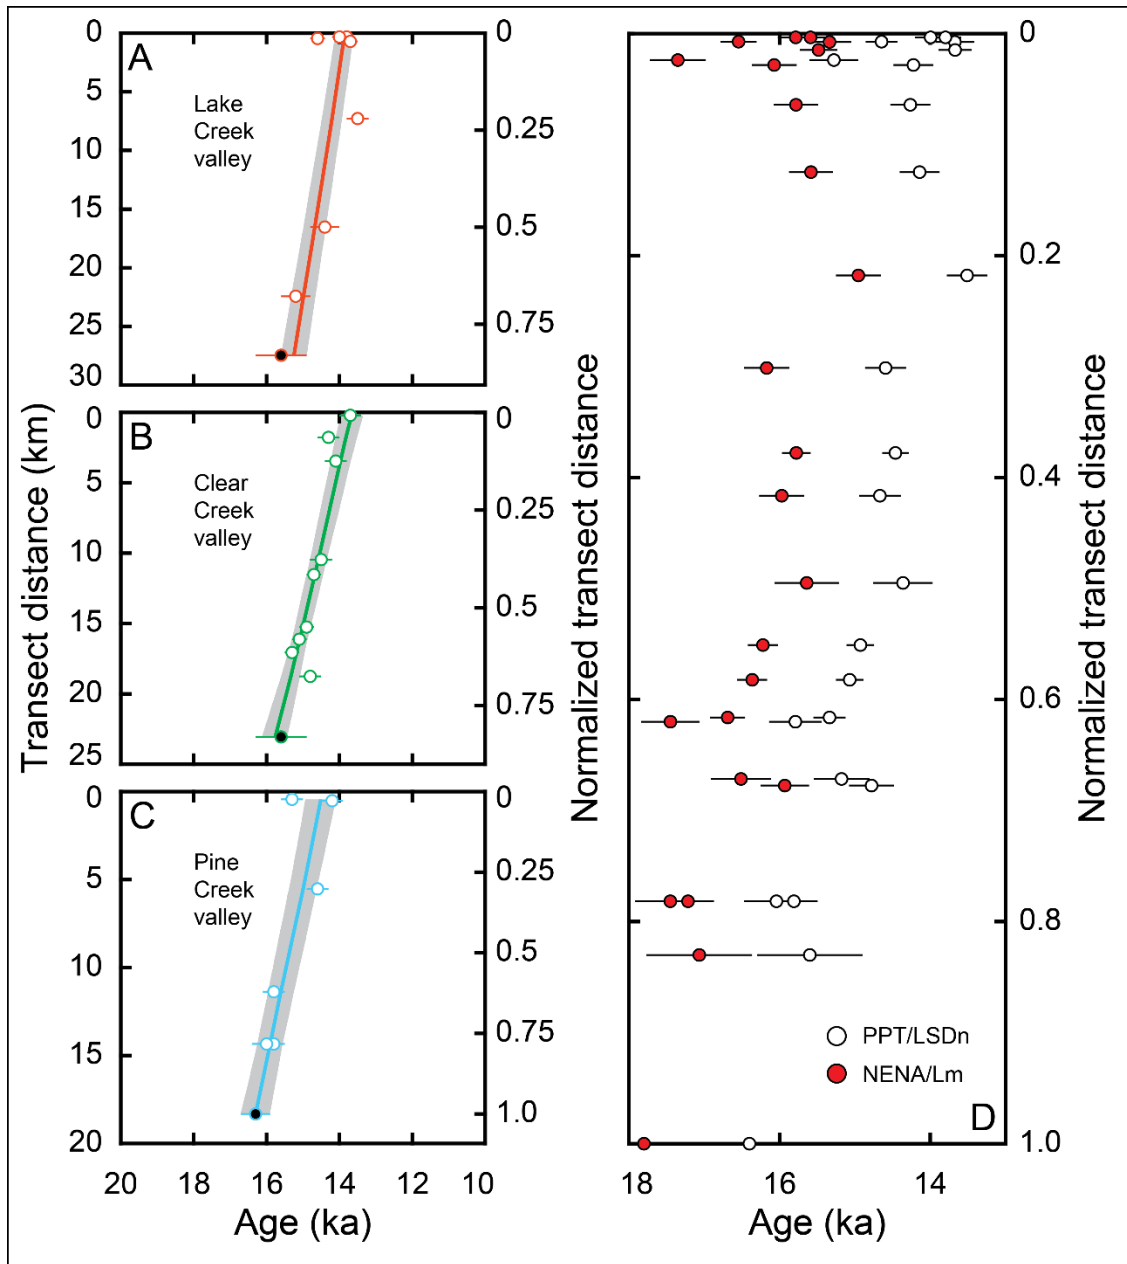 A
Lake
Creek
valley
0
5
10
15
20
25
30
0
0.25
0.5
0.75
B
Clear
Creek
valley
0
5
10
15
20
25
0
0.25
0.5
0.75
C
Pine
Creek
valley
0
5
10
15
20
0
0.25
0.5
0.75
1.0
Transect distance (km)
Normalized transect distance
20
16
14
12
10
Age (ka)
0
0.2
0.4
0.6
0.8
1.0
Normalized transect distance
PPT/LSDn
NENA/Lm
D
18
16
14
Age (ka)